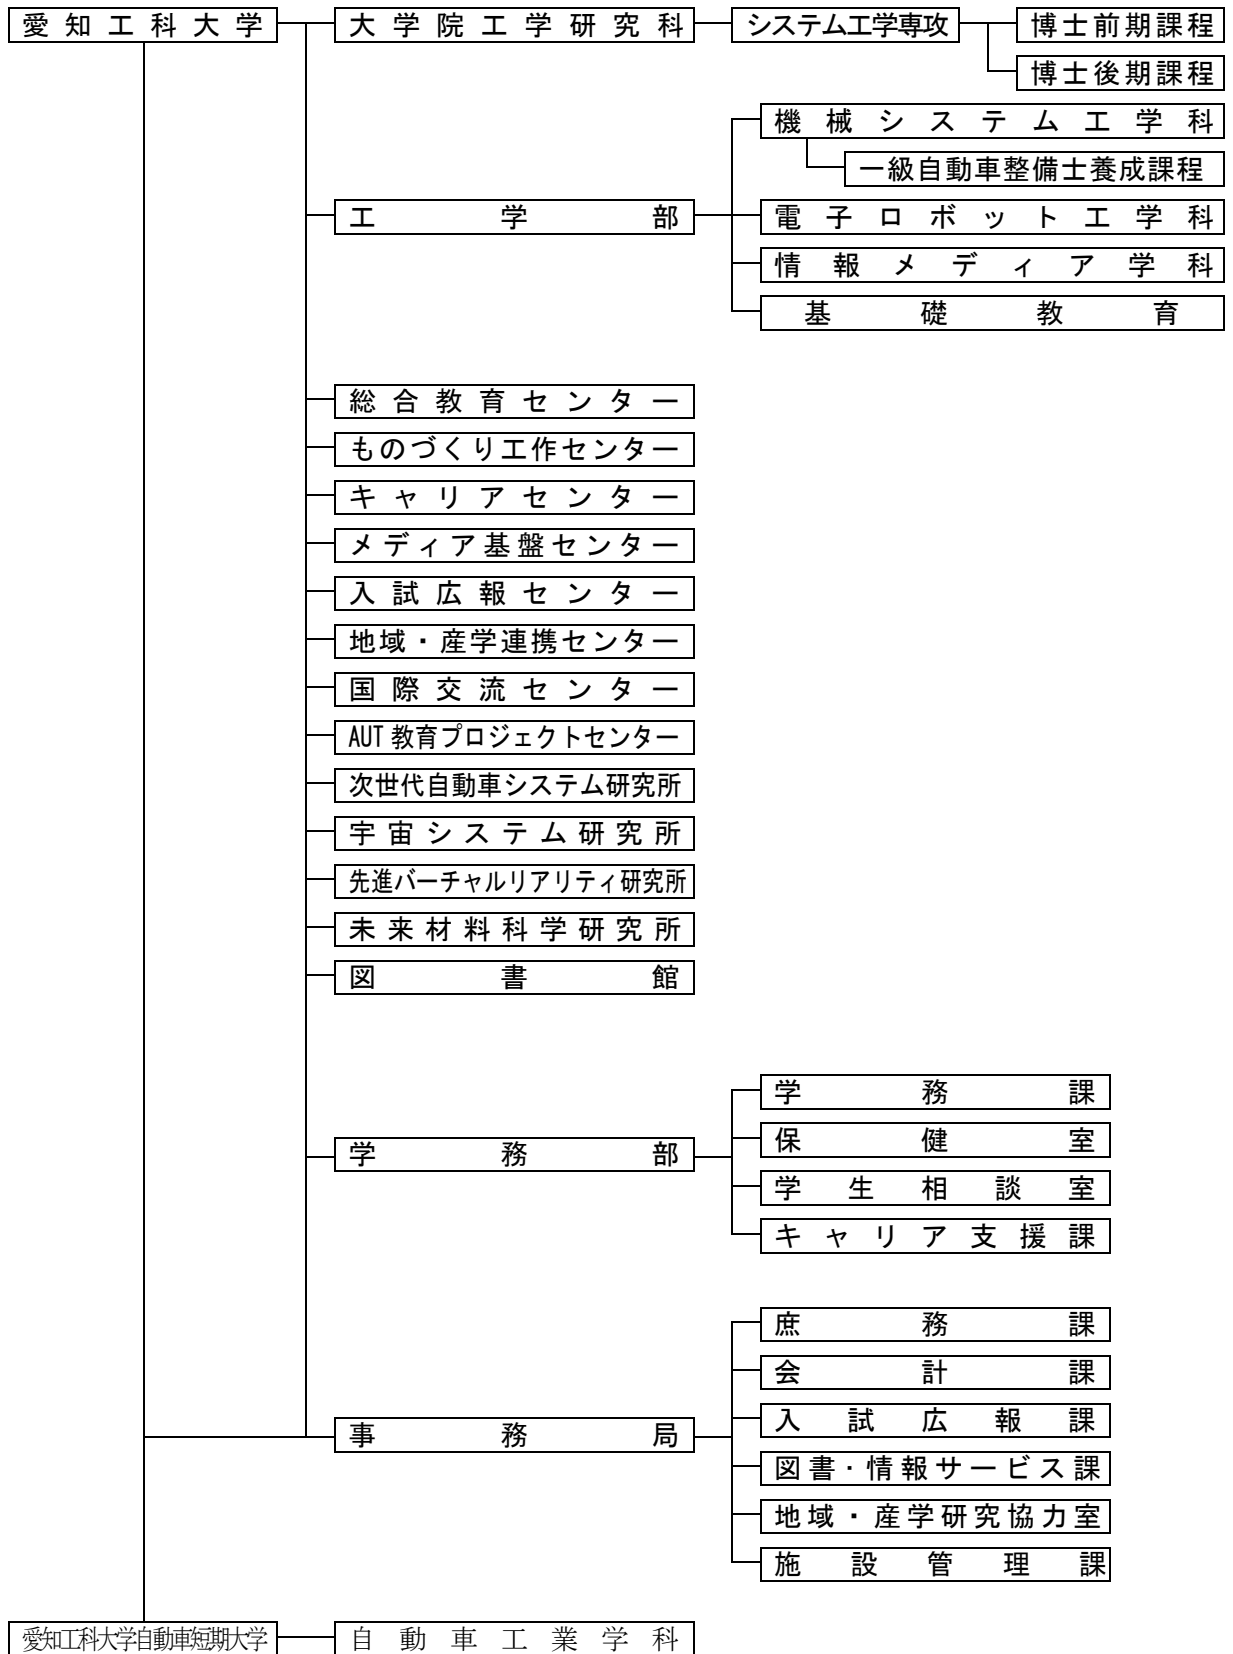 愛知工科大学 大学院工学研究科 システム工学専攻 博士前期課程
博士後期課程
機械システム工学科
一級自動車整備士養成課程
工学部 電子ロボット工学科
情報メディア学科
基礎教育
総合教育センター
ものづくり工作センター
キャリアセンター
メディア基盤センター
入試広報センター
地域・産学連携センター
国際交流センター
AUT教育プロジェクトセンター
次世代自動車システム研究所
宇宙システム研究所
先進バーチャルリアリティ研究所
未来材料科学研究所
図書館
学務課
保健室
学務部
学生相談室
キャリア支援課
庶務課
会計課
入試広報課
事務局
図書・情報サービス課
地域・産学研究協力室
施設管理課
愛知工科大学自動車短期大学 自動車工業学科